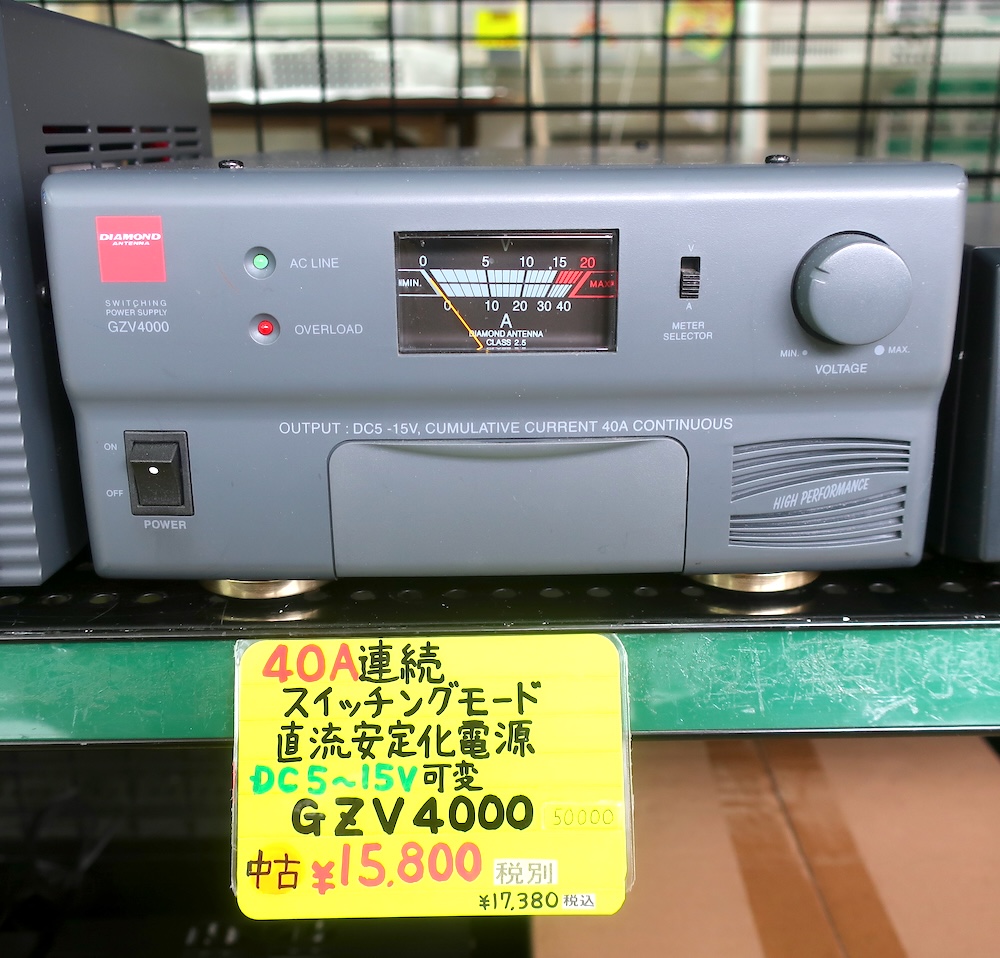 DIAMOND
ANTENNA
SWITCHING
POWER SUPPLY
GZV4000
AC LINE
OVERLOAD
V
0 5 10 15 20
MIN. MAX
0 10 20 30 40
A
DIAMOND ANTENNA
CLASS 2.5
V
A
METER
SELECTOR
MIN. MAX.
VOLTAGE
OUTPUT : DC5 -15V, CUMULATIVE CURRENT 40A CONTINUOUS
ON
OFF
POWER
HIGH PERFORMANCE
40A連続
スイッチングモード
直流安定化電源
DC5~15V可変
GZV4000 50000
中古 ¥15,800 税別
¥17,380 税込